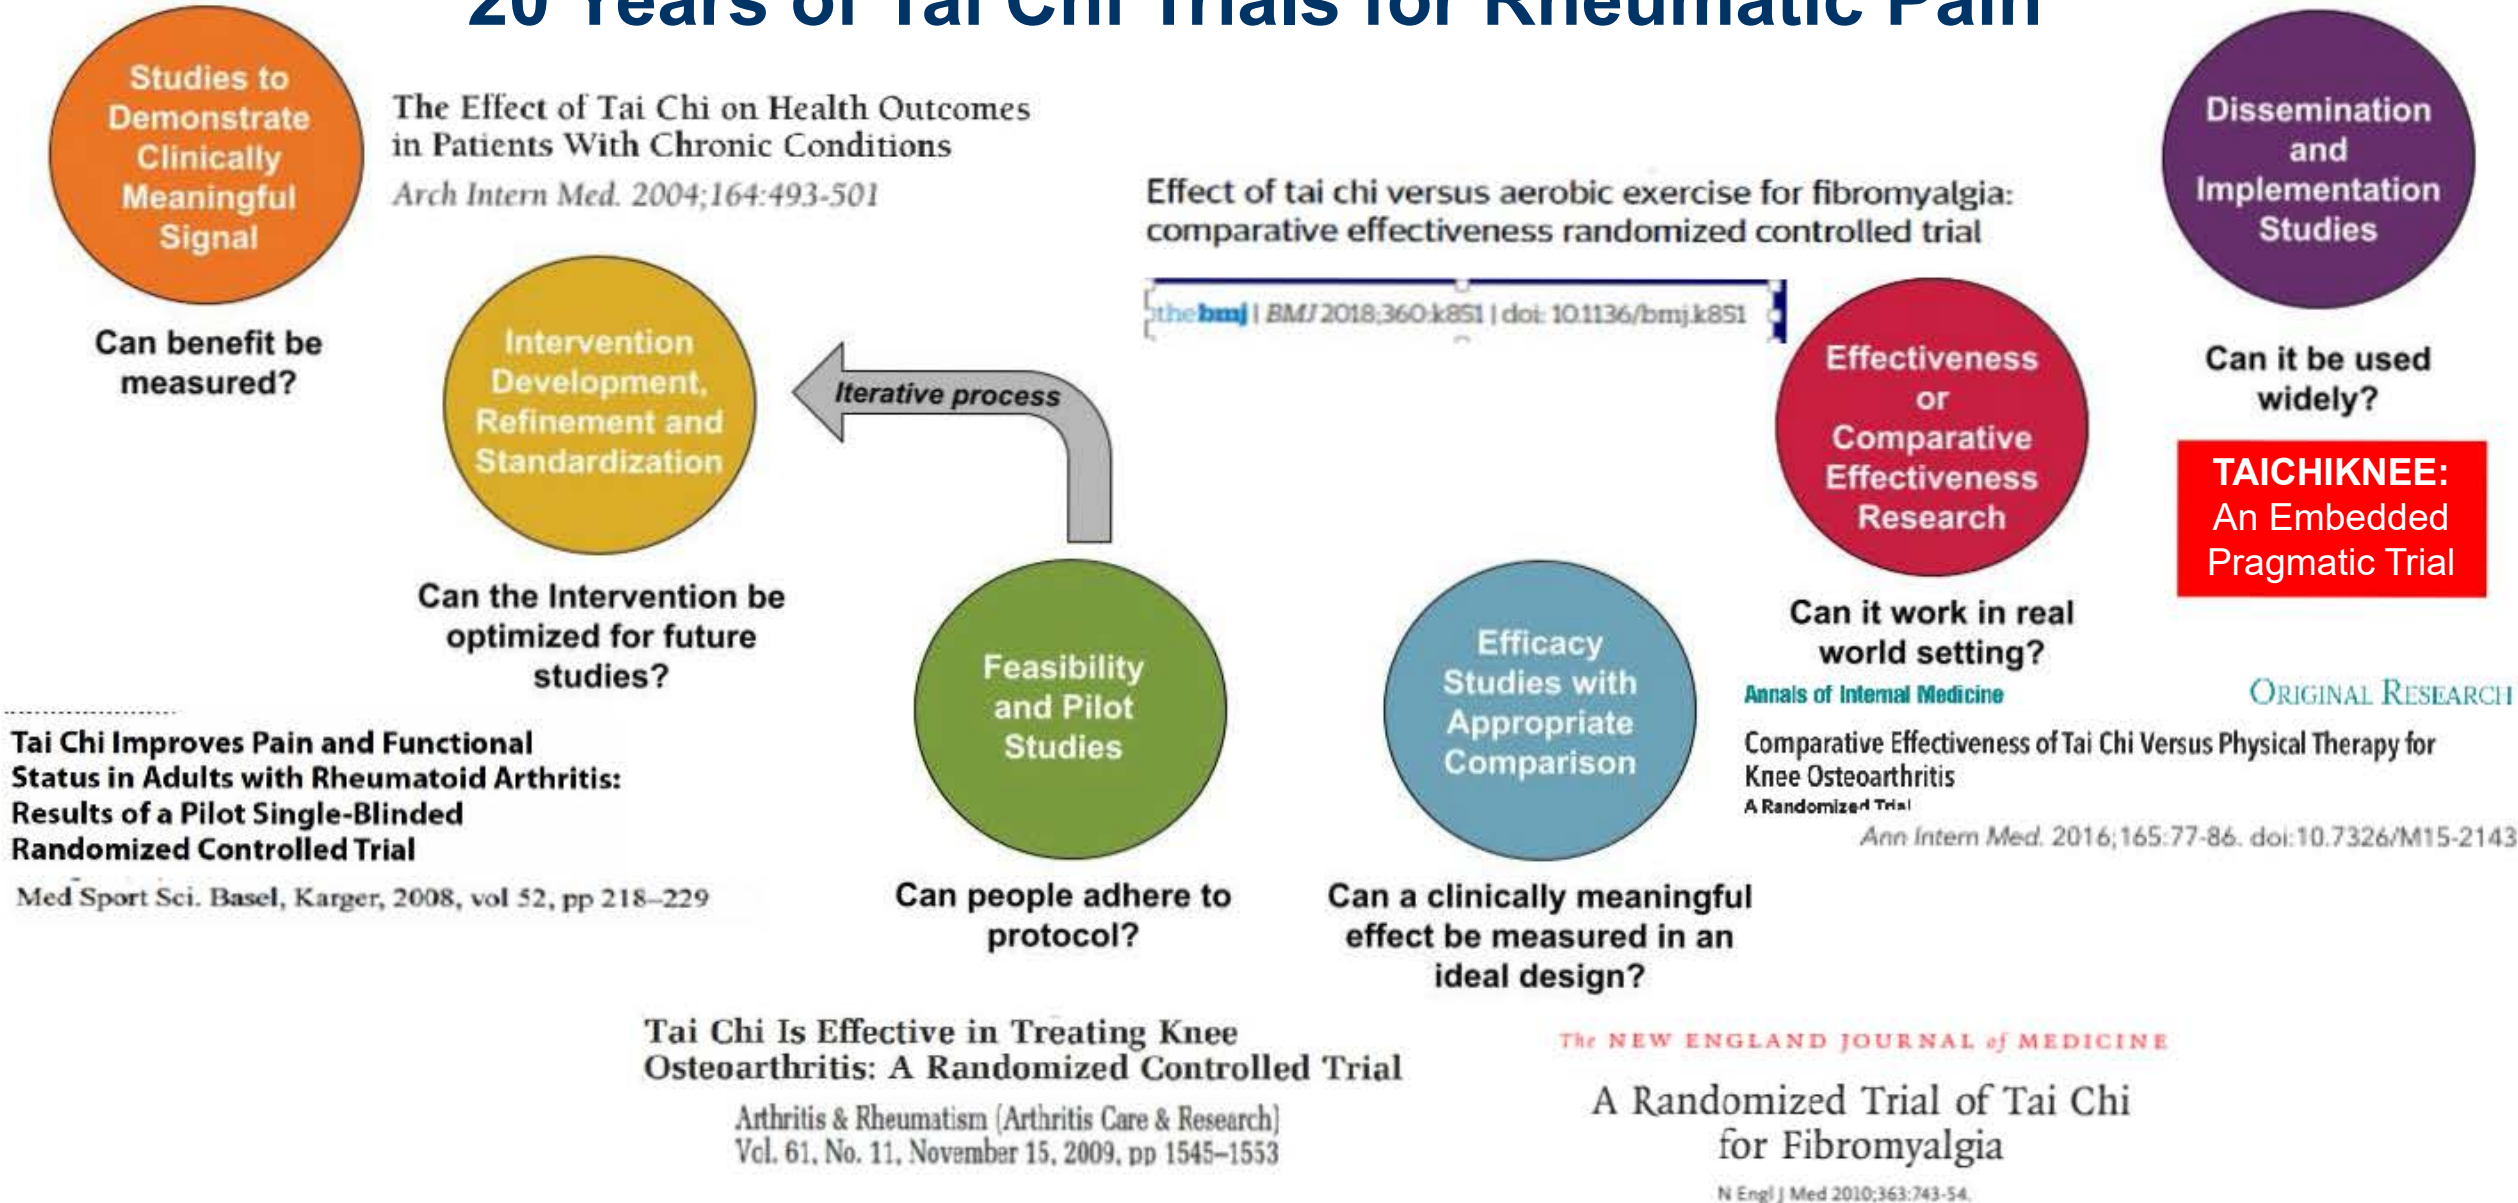 20 Years of Tai Chi Trials for Rheumatic Pain
Studies to
Demonstrate
Clinically
Meaningful
Signal
Can benefit be
measured?
The Effect of Tai Chi on Health Outcomes
in Patients With Chronic Conditions
Arch Intern Med. 2004;164:493-501
Intervention
Development,
Refinement and
Standardization
Can the Intervention be
optimized for future
studies?
Iterative process
Tai Chi Improves Pain and Functional
Status in Adults with Rheumatoid Arthritis:
Results of a Pilot Single-Blinded
Randomized Controlled Trial
Med Sport Sci. Basel, Karger, 2008, vol 52, pp 218–229
Feasibility
and Pilot
Studies
Can people adhere to
protocol?
Tai Chi Is Effective in Treating Knee
Osteoarthritis: A Randomized Controlled Trial
Arthritis & Rheumatism (Arthritis Care & Research)
Vol. 61, No. 11, November 15, 2009, pp 1545–1553
Efficacy
Studies with
Appropriate
Comparison
Can a clinically meaningful
effect be measured in an
ideal design?
The NEW ENGLAND JOURNAL of MEDICINE
A Randomized Trial of Tai Chi
for Fibromyalgia
N Engl J Med 2010;363:743-54.
Effect of tai chi versus aerobic exercise for fibromyalgia:
comparative effectiveness randomized controlled trial
thebmj | BMJ 2018;360:k851 | doi: 10.1136/bmj.k851
Effectiveness
or
Comparative
Effectiveness
Research
Can it work in real
world setting?
Annals of Internal Medicine
ORIGINAL RESEARCH
Comparative Effectiveness of Tai Chi Versus Physical Therapy for
Knee Osteoarthritis
A Randomized Trial
Ann Intern Med. 2016;165:77-86. doi:10.7326/M15-2143
Dissemination
and
Implementation
Studies
Can it be used
widely?
TAICHIKNEE:
An Embedded
Pragmatic Trial